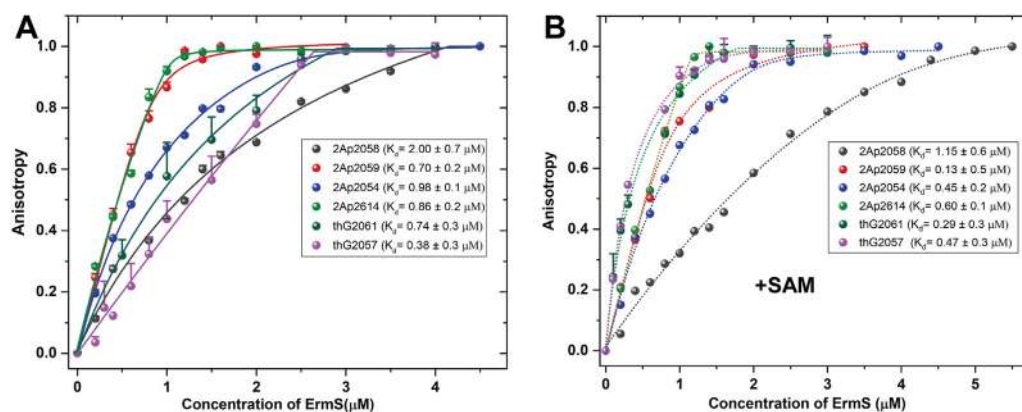 A
Anisotropy
1.0
0.8
0.6
0.4
0.2
0.0
2Ap2058 (Kd= 2.00 ± 0.7 μM)
2Ap2059 (Kd= 0.70 ± 0.2 μM)
2Ap2054 (Kd= 0.98 ± 0.1 μM)
2Ap2614 (Kd= 0.86 ± 0.2 μM)
thG2061 (Kd= 0.74 ± 0.3 μM)
thG2057 (Kd= 0.38 ± 0.3 μM)
0 1 2 3 4
Concentration of ErmS(μM)
B
Anisotropy
1.0
0.8
0.6
0.4
0.2
0.0
2Ap2058 (Kd= 1.15 ± 0.6 μM)
2Ap2059 (Kd= 0.13 ± 0.5 μM)
2Ap2054 (Kd= 0.45 ± 0.2 μM)
2Ap2614 (Kd= 0.60 ± 0.1 μM)
thG2061 (Kd= 0.29 ± 0.3 μM)
thG2057 (Kd= 0.47 ± 0.3 μM)
+SAM
0 1 2 3 4 5
Concentration of ErmS (μM)